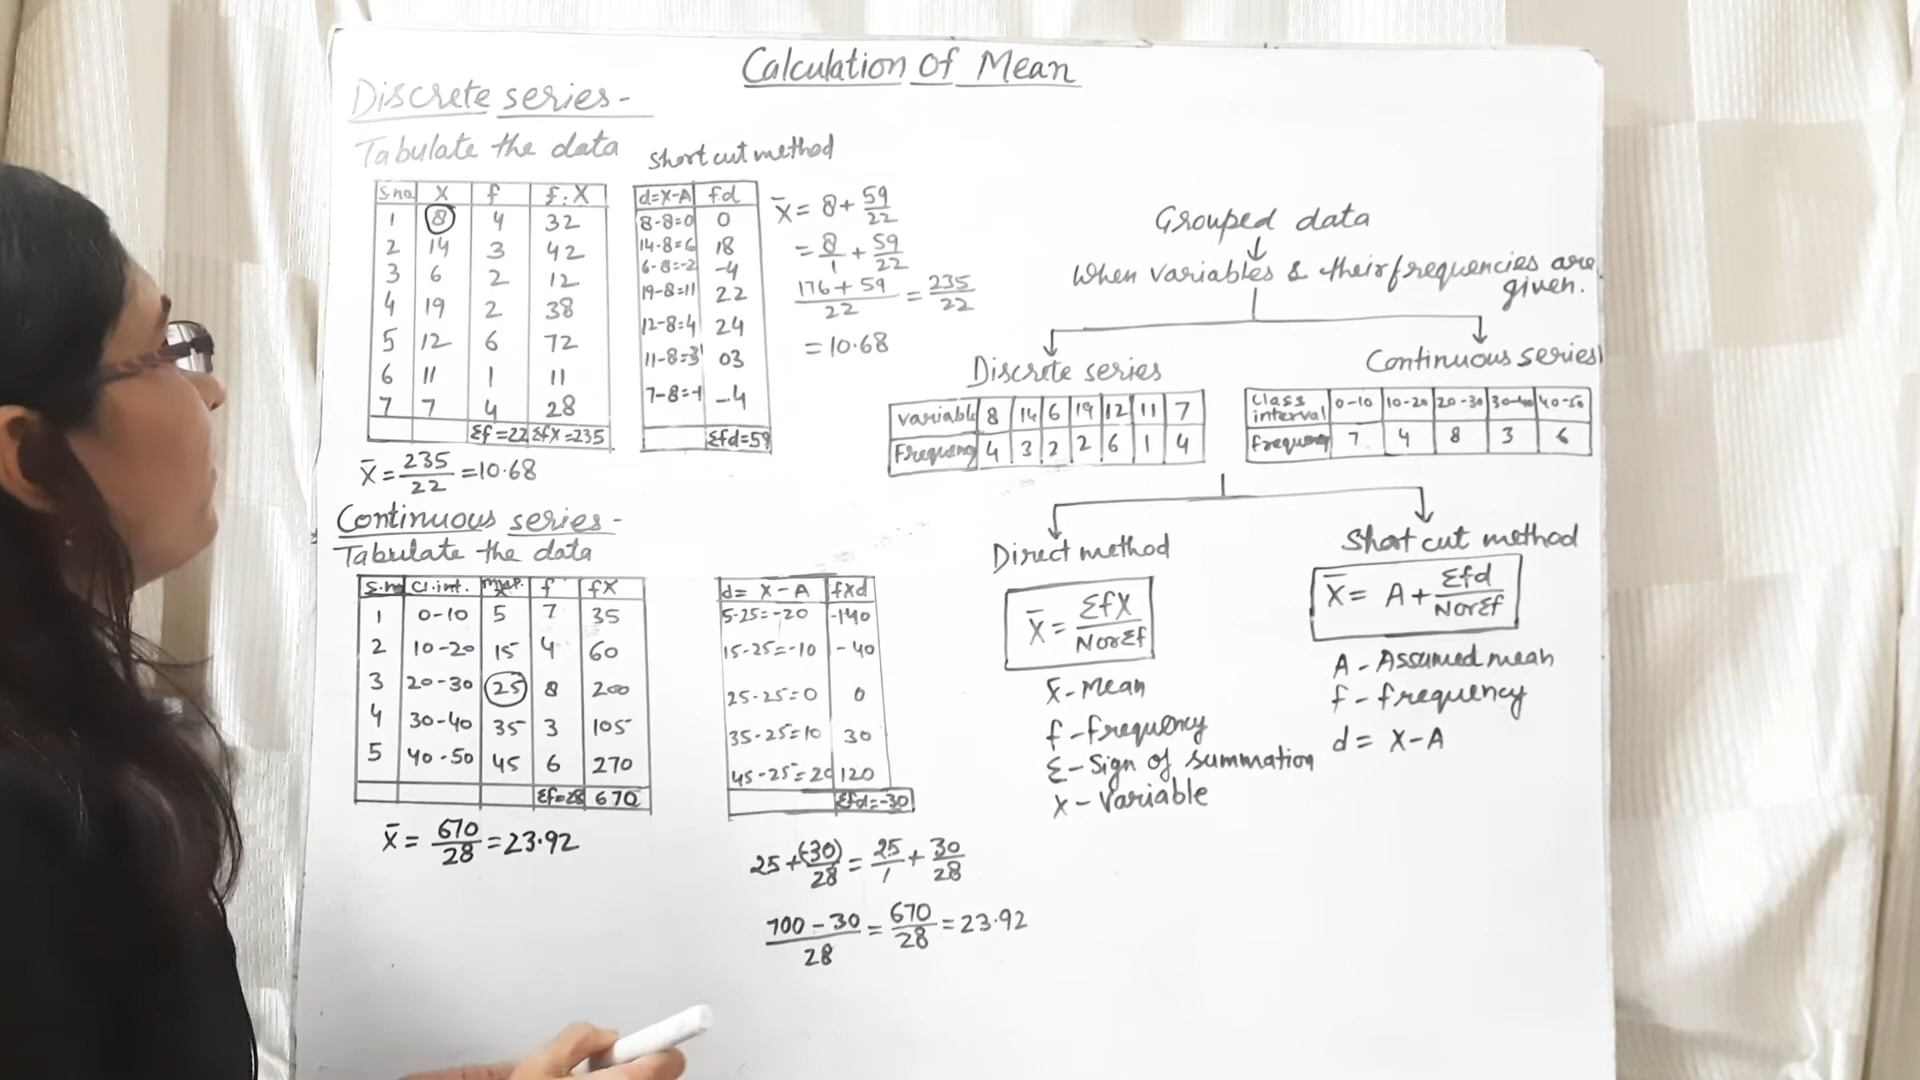 Calculation Of Mean
Discrete series -
Tabulate the data
S.no X f f.X
1 8 4 32
2 14 3 42
3 6 2 12
4 19 2 38
5 12 6 72
6 11 1 11
7 7 4 28
Σf=22 Σfx=235
X̄ = 235/22 = 10.68
Short cut method
d=X-A fd
8-8=0 0
14-8=6 18
6-8=-2 -4
19-8=11 22
12-8=4 24
11-8=3 03
7-8=-1 -4
Σfd=59
X̄ = 8 + 59/22
= 8/1 + 59/22
176+59/22 = 235/22
= 10.68
Continuous series -
Tabulate the data
S.no Cl.int. X f fX
1 0-10 5 7 35
2 10-20 15 4 60
3 20-30 25 8 200
4 30-40 35 3 105
5 40-50 45 6 270
Σf=28 670
X̄ = 670/28 = 23.92
d= X-A fxd
5-25=-20 -140
15-25=-10 -40
25-25=0 0
35-25=10 30
45-25=20 120
Σfd=-30
25+(-30)/28 = 25/1 + 30/28
700-30/28 = 670/28 = 23.92
Grouped data
When variables & their frequencies are
given.
Discrete series
Variable 8 14 6 19 12 11 7
Frequency 4 3 2 2 6 1 4
Continuous series
Class interval 0-10 10-20 20-30 30-40 40-50
Frequency 7 4 8 3 6
Direct method
X̄ = ΣfX/N or Σf
X̄ - Mean
f - frequency
Σ - Sign of summation
X - Variable
Short cut method
X̄ = A + Σfd/N or Σf
A - Assumed mean
f - frequency
d = X-A